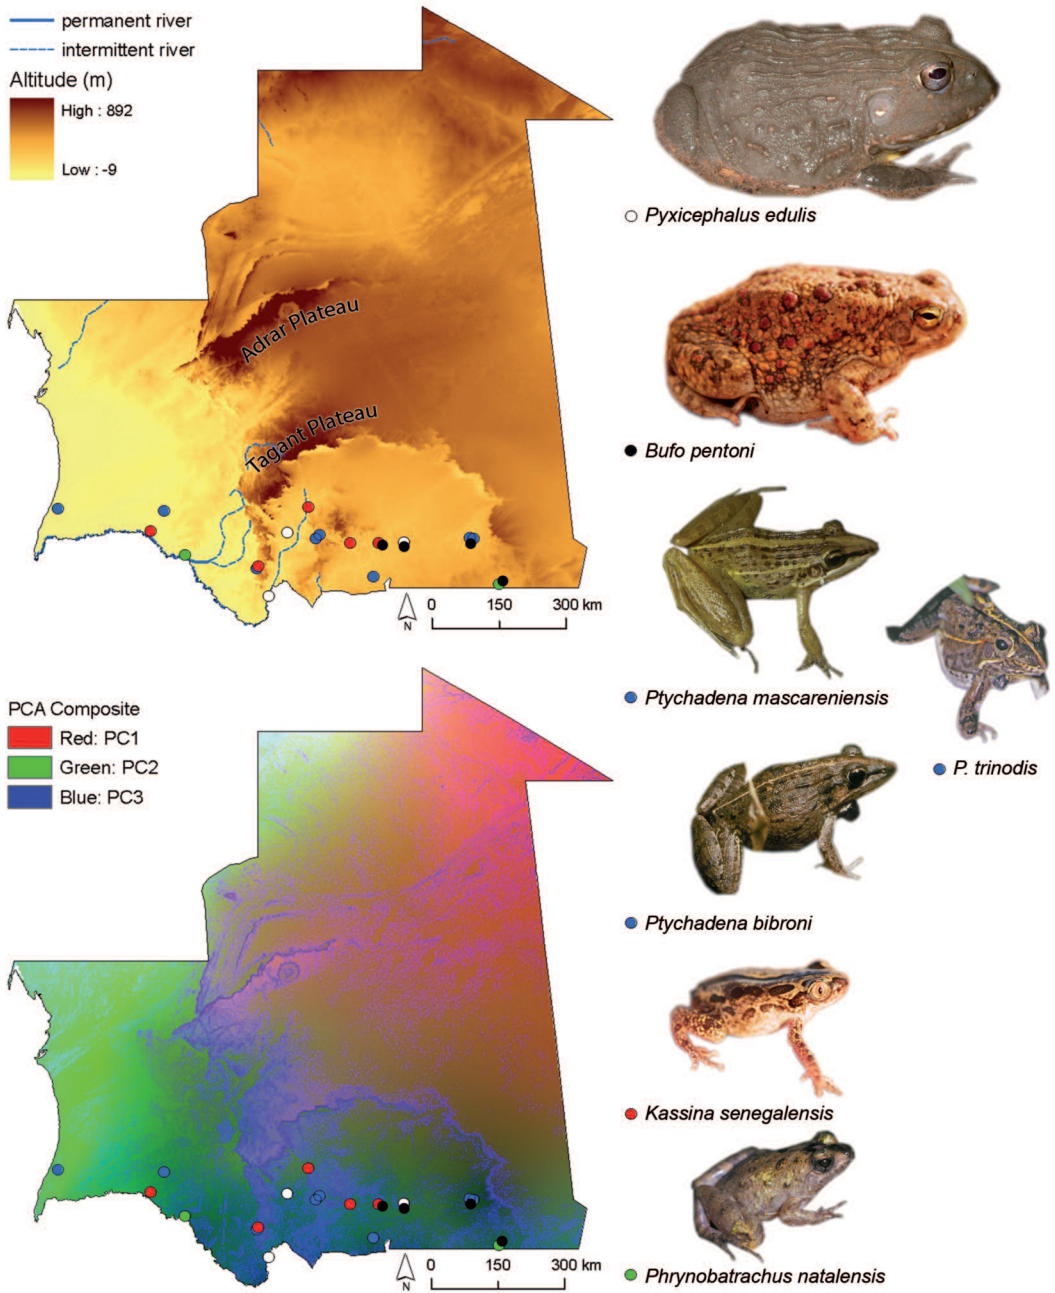 permanent river
intermittent river
Altitude (m)
High : 892
Low : -9
Adrar Plateau
Tagant Plateau
N
0 150 300 km
Pyxicephalus edulis
Bufo pentoni
Ptychadena mascareniensis
P. trinodis
PCA Composite
Red: PC1
Green: PC2
Blue: PC3
N
0 150 300 km
Ptychadena bibroni
Kassina senegalensis
Phrynobatrachus natalensis